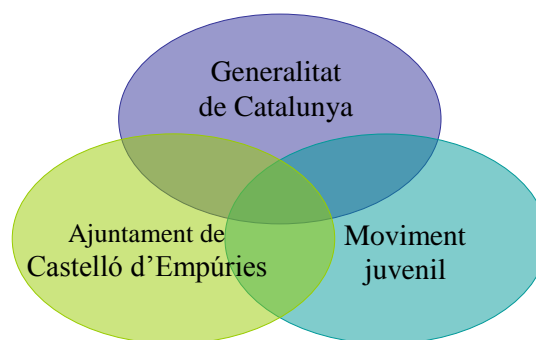 Generalitat
de Catalunya
Ajuntament de
Castelló d’Empúries
Moviment
juvenil